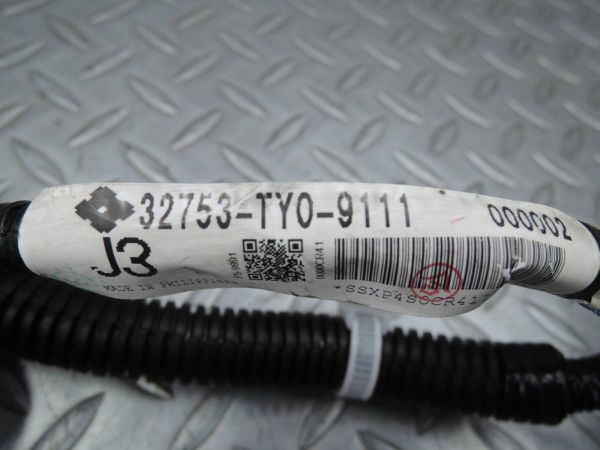 32753-TY0-9111
000002
J3
MADE IN PHILIPPINES
*SSXP4S0CR41*